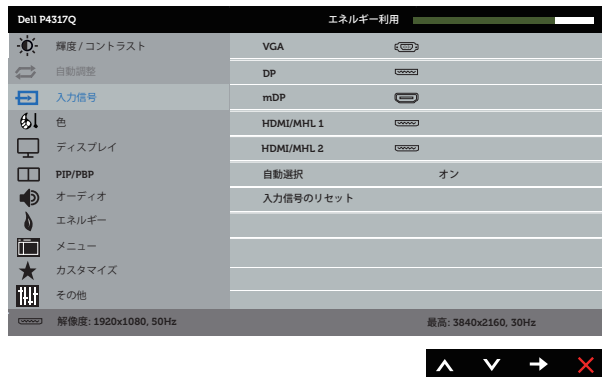 Dell P4317Q
エネルギー利用
輝度 / コントラスト
自動調整
入力信号
色
ディスプレイ
PIP/PBP
オーディオ
エネルギー
メニュー
カスタマイズ
その他
VGA
DP
mDP
HDMI/MHL 1
HDMI/MHL 2
自動選択 オン
入力信号のリセット
解像度: 1920x1080, 50Hz
最高: 3840x2160, 30Hz